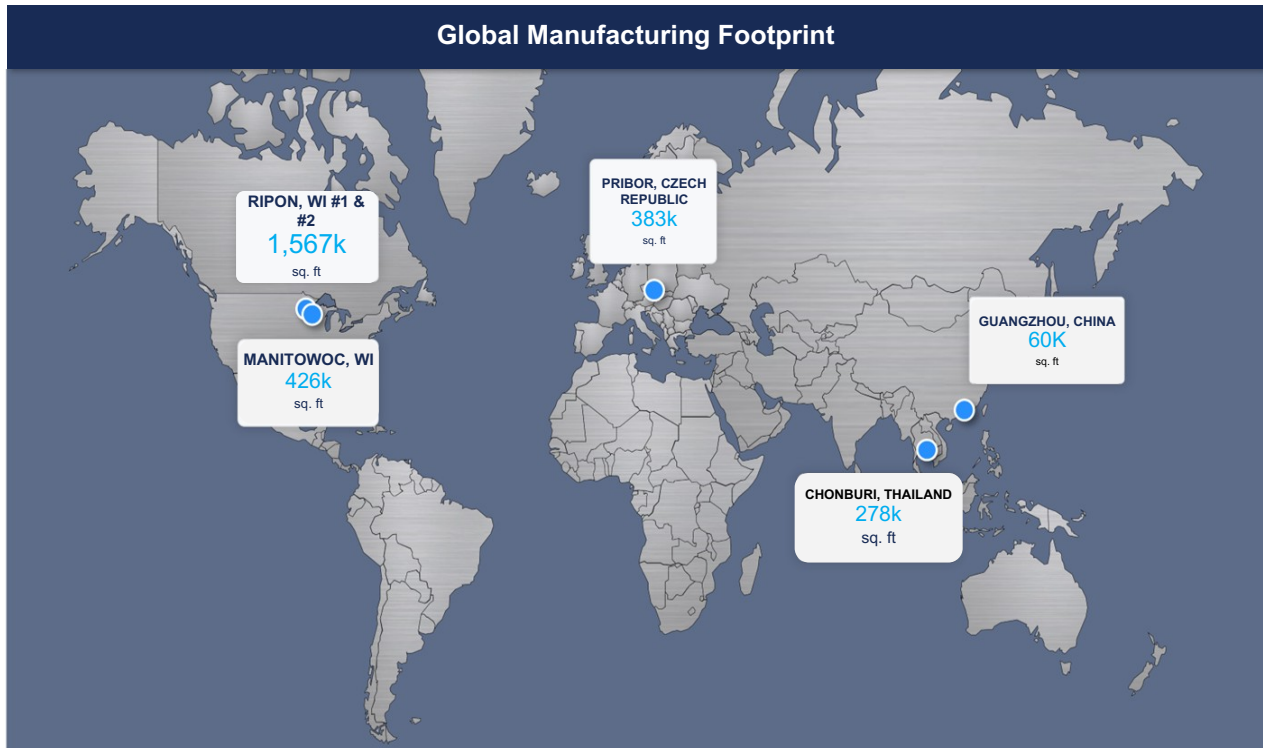 Global Manufacturing Footprint
RIPON, WI #1 &
#2
1,567k
sq. ft
MANITOWOC, WI
426k
sq. ft
PRIBOR, CZECH
REPUBLIC
383k
sq. ft
GUANGZHOU, CHINA
60K
sq. ft
CHONBURI, THAILAND
278k
sq. ft